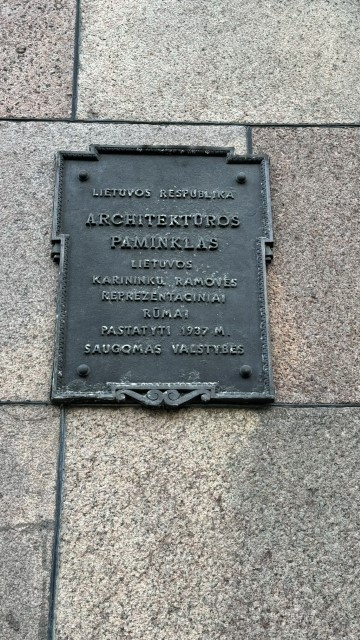 LIETUVOS RESPUBLIKA
ARCHITEKTŪROS
PAMINKLAS
LIETUVOS
KARININKŲ RAMOVĖS
REPREZENTACINIAI
RŪMAI
PASTATYTI 1937 M.
SAUGOMAS VALSTYBĖS